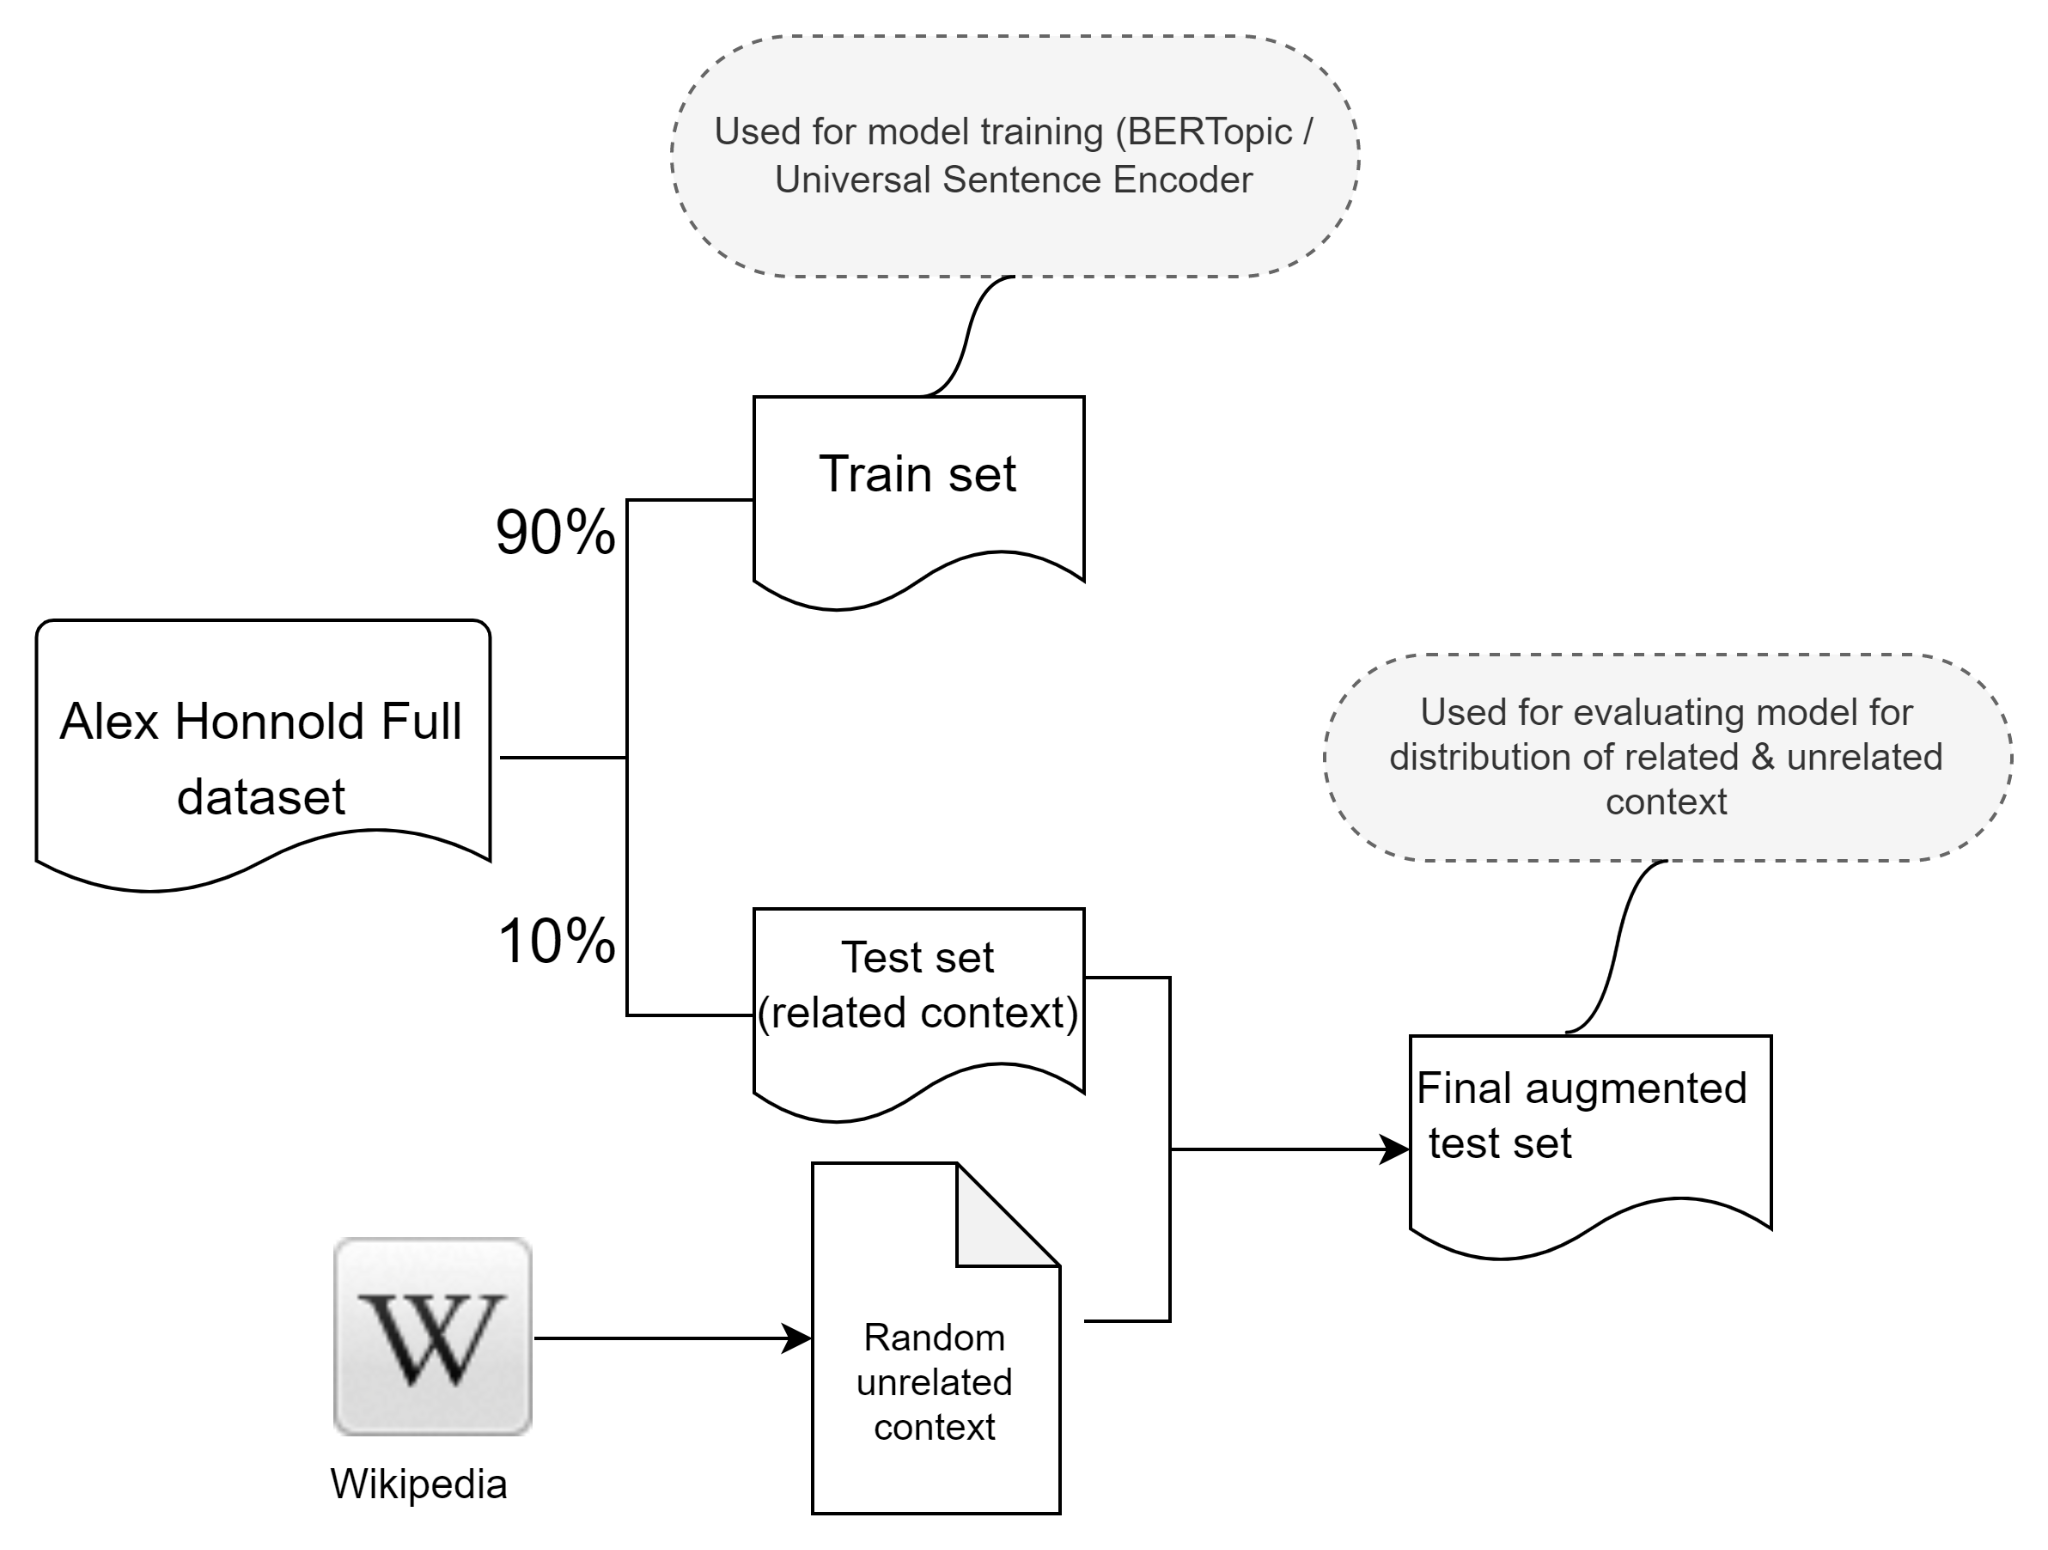 Used for model training (BERTopic /
Universal Sentence Encoder
Train set
90%
Alex Honnold Full
dataset
10%
Used for evaluating model for
distribution of related & unrelated
context
Test set
(related context)
Final augmented
test set
W
Random
unrelated
context
Wikipedia